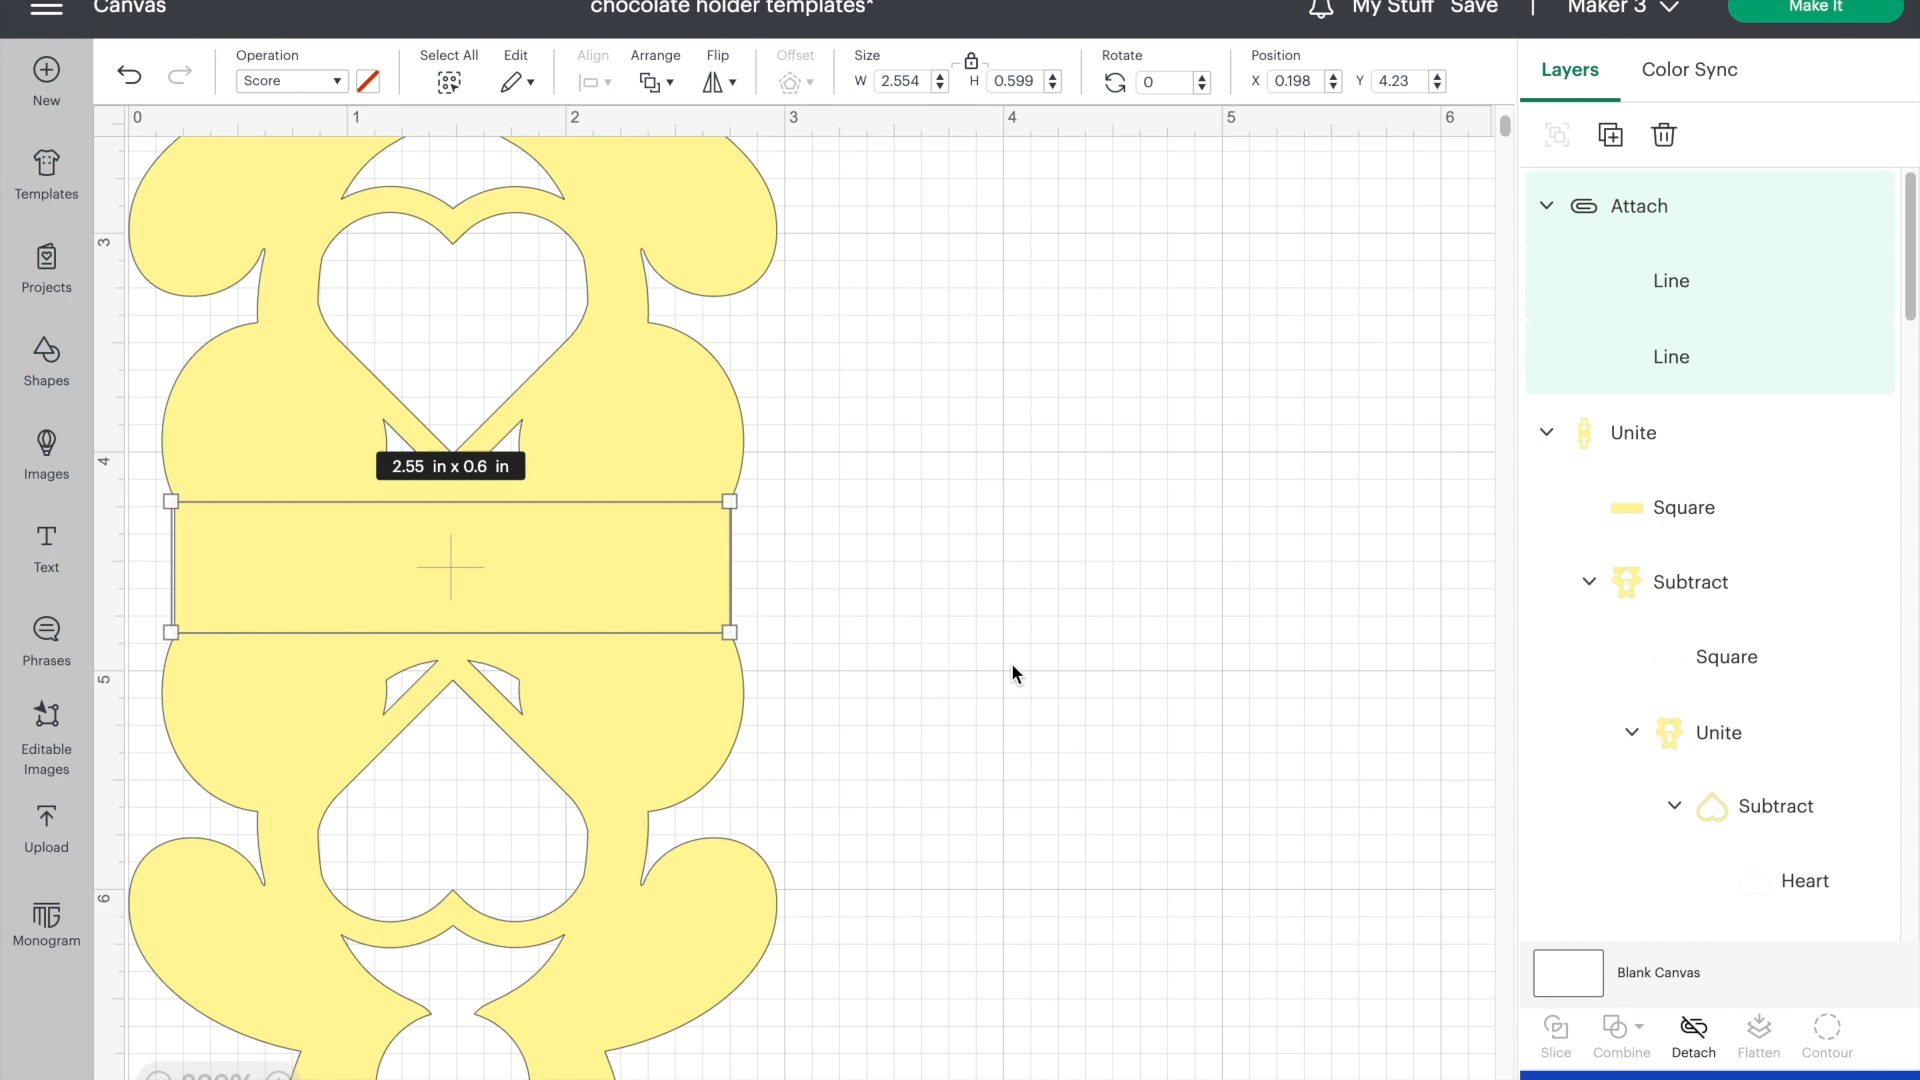 Canvas
chocolate holder templates*
My Stuff Save | Maker 3
Make It
Operation
Score
Select All
Edit
Align
Arrange
Flip
Offset
Size
W 2.554
H 0.599
Rotate
0
Position
X 0.198
Y 4.23
Layers
Color Sync
0 1 2 3 4 5 6
3
4
5
6
New
Templates
Projects
Shapes
Images
Text
Phrases
Editable
Images
Upload
Monogram
2.55 in x 0.6 in
Attach
Line
Line
Unite
Square
Subtract
Square
Unite
Subtract
Heart
Blank Canvas
Slice
Combine
Detach
Flatten
Contour